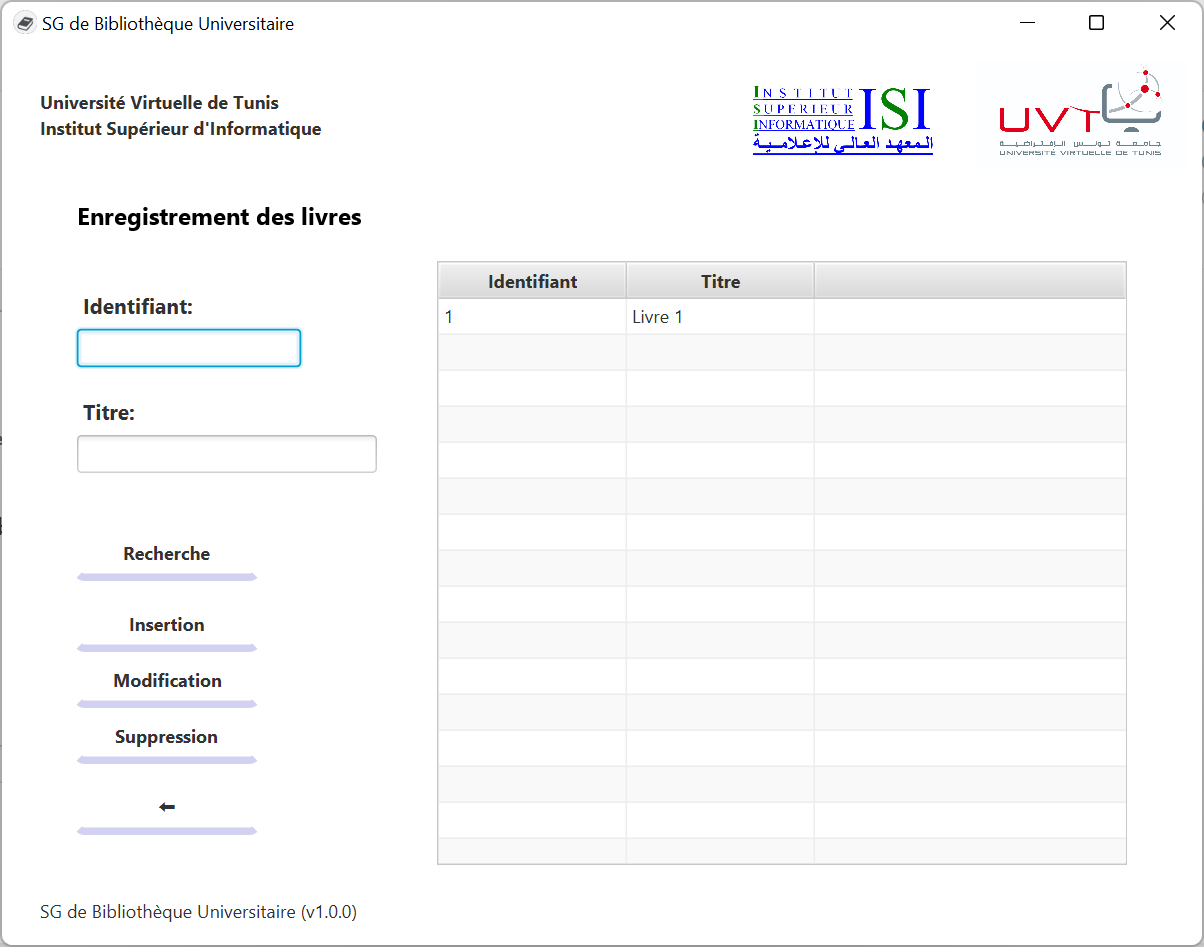 SG de Bibliothèque Universitaire
Université Virtuelle de Tunis
Institut Supérieur d'Informatique
INSTITUT
SUPERIEUR
INFORMATIQUE
ISI
المعهد العالي للإعلامية
UVT
جامعة تونس الإفتراضية
UNIVERSITÉ VIRTUELLE DE TUNIS
Enregistrement des livres
Identifiant:
Titre:
Recherche
Insertion
Modification
Suppression
Identifiant Titre
1 Livre 1
SG de Bibliothèque Universitaire (v1.0.0)